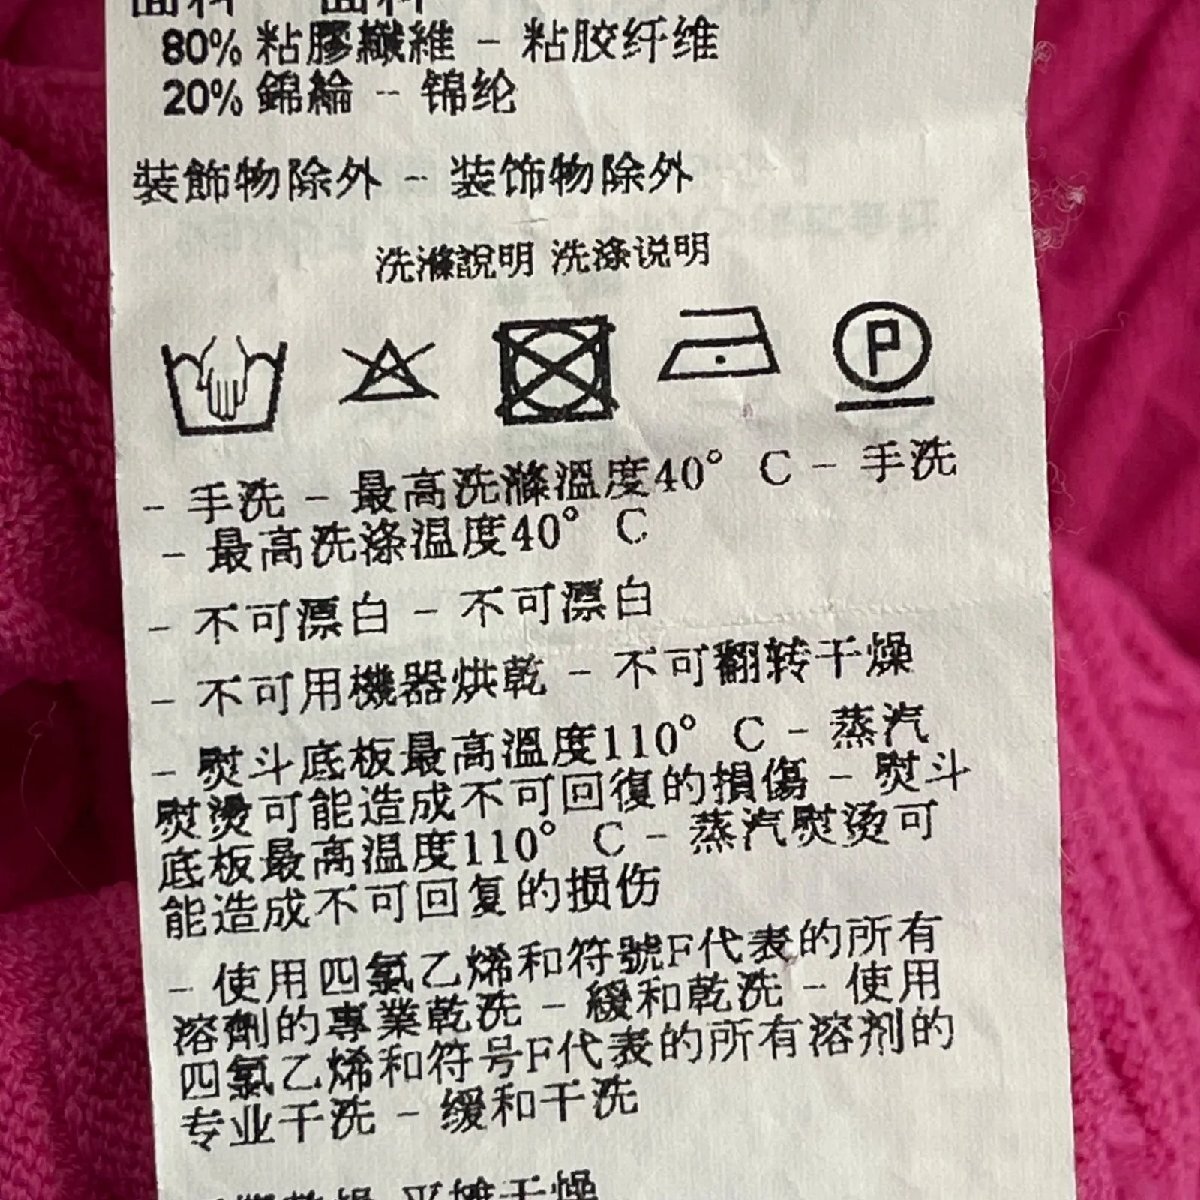 面料 - 面料
80% 粘膠纖維 - 粘胶纤维
20% 錦綸 - 锦纶
裝飾物除外 - 装饰物除外
洗滌說明 洗涤说明
P
- 手洗 - 最高洗滌溫度40° C - 手洗
- 最高洗涤温度40° C
- 不可漂白 - 不可漂白
- 不可用機器烘乾 - 不可翻转干燥
- 熨斗底板最高溫度110° C - 蒸汽
熨燙可能造成不可回復的損傷 - 熨斗
底板最高温度110° C - 蒸汽熨烫可
能造成不可回复的损伤
- 使用四氯乙烯和符號F代表的所有
溶劑的專業乾洗 - 緩和乾洗 - 使用
四氯乙烯和符号F代表的所有溶剂的
专业干洗 - 缓和干洗
平摊干燥